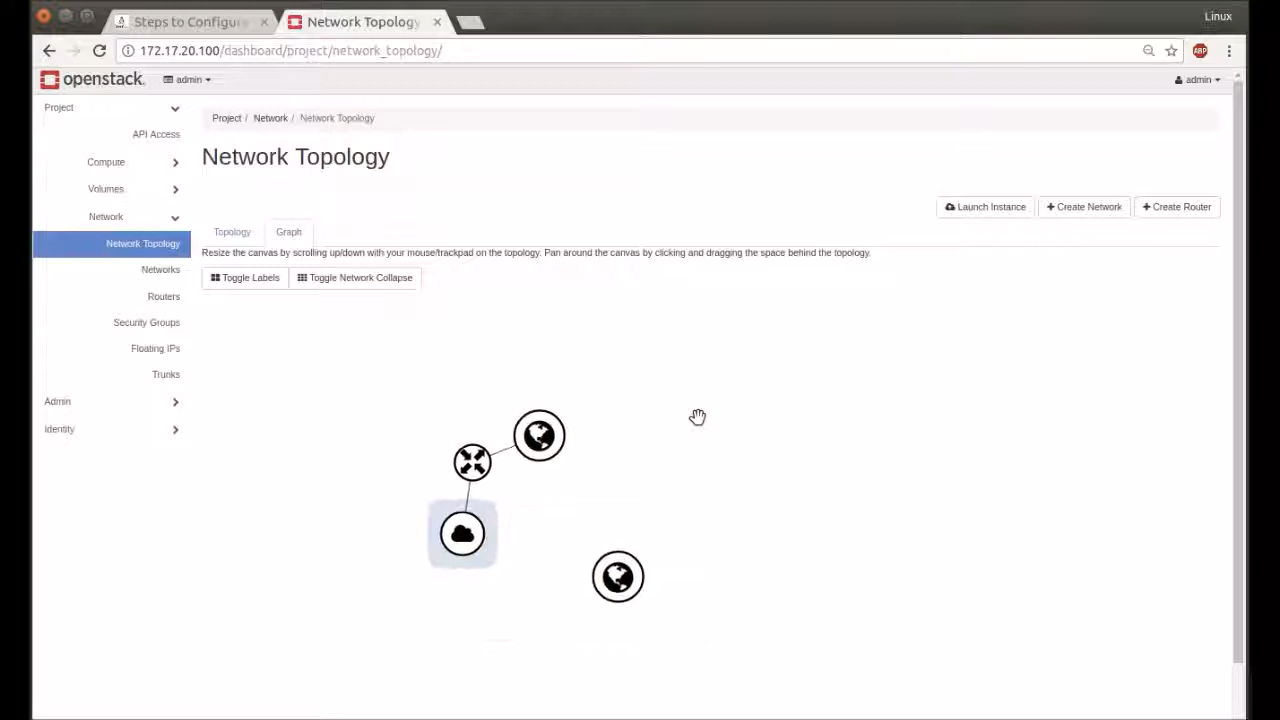 Steps to Configur
Network Topology
Linux
172.17.20.100/dashboard/project/network_topology/
ABP
openstack.
admin
admin
Project
API Access
Compute
Volumes
Network
Network Topology
Networks
Routers
Security Groups
Floating IPs
Trunks
Admin
Identity
Project / Network / Network Topology
Network Topology
Launch Instance
+ Create Network
+ Create Router
Topology
Graph
Resize the canvas by scrolling up/down with your mouse/trackpad on the topology. Pan around the canvas by clicking and dragging the space behind the topology.
Toggle Labels
Toggle Network Collapse